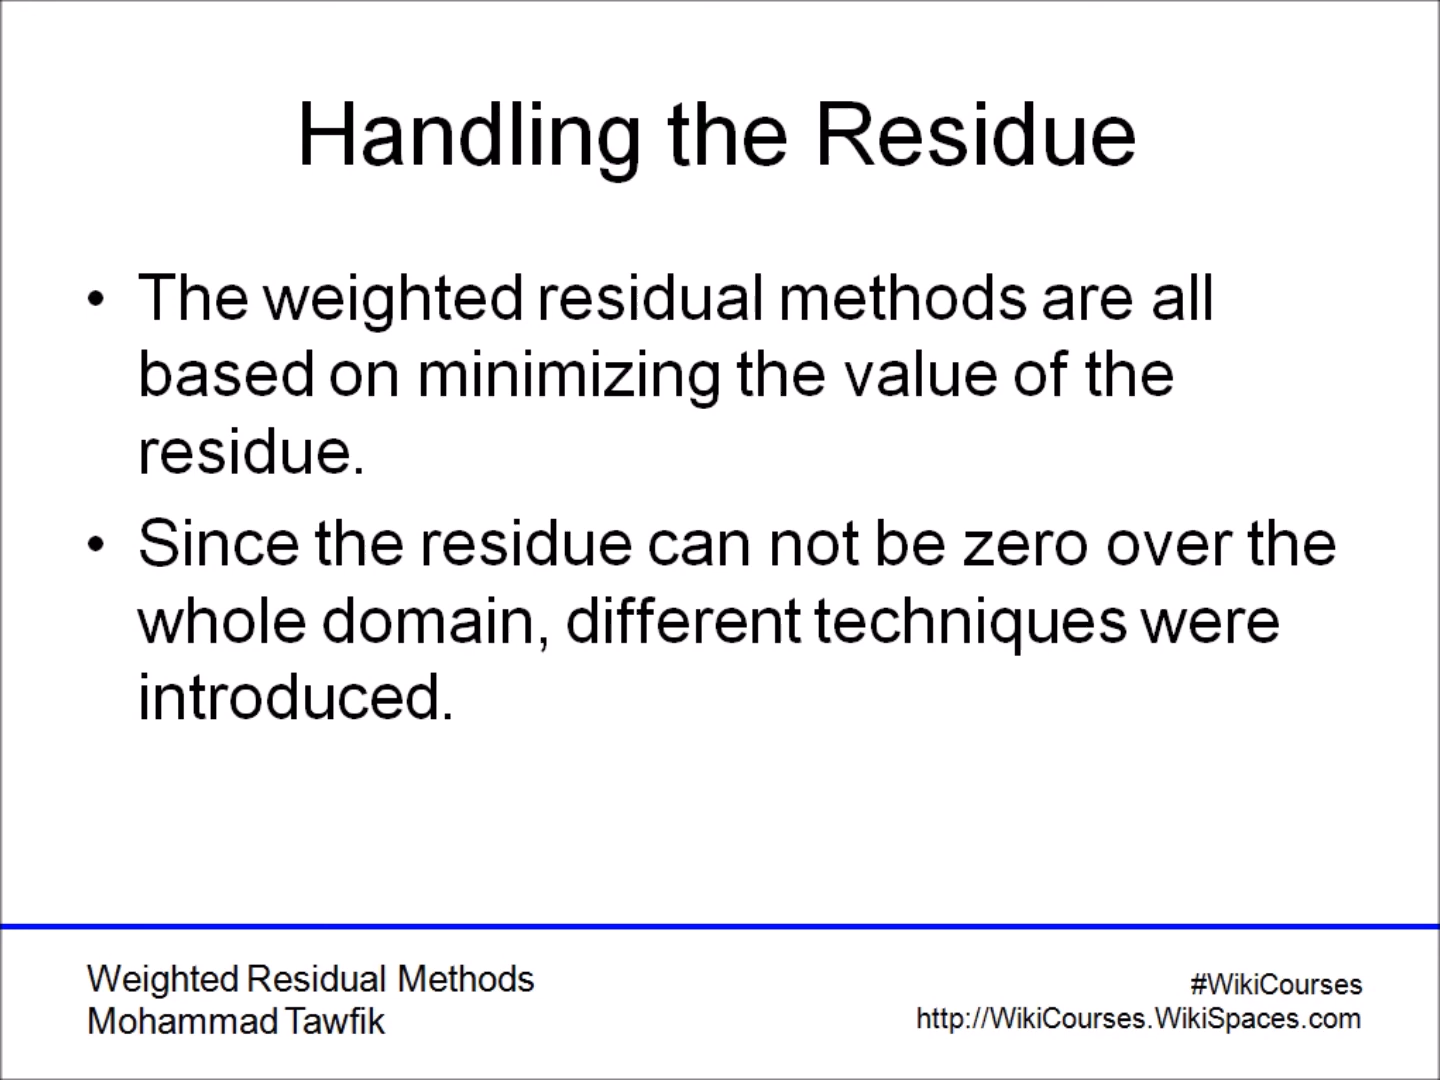 Handling the Residue
• The weighted residual methods are all
based on minimizing the value of the
residue.
• Since the residue can not be zero over the
whole domain, different techniques were
introduced.
Weighted Residual Methods
Mohammad Tawfik
#WikiCourses
http://WikiCourses.WikiSpaces.com